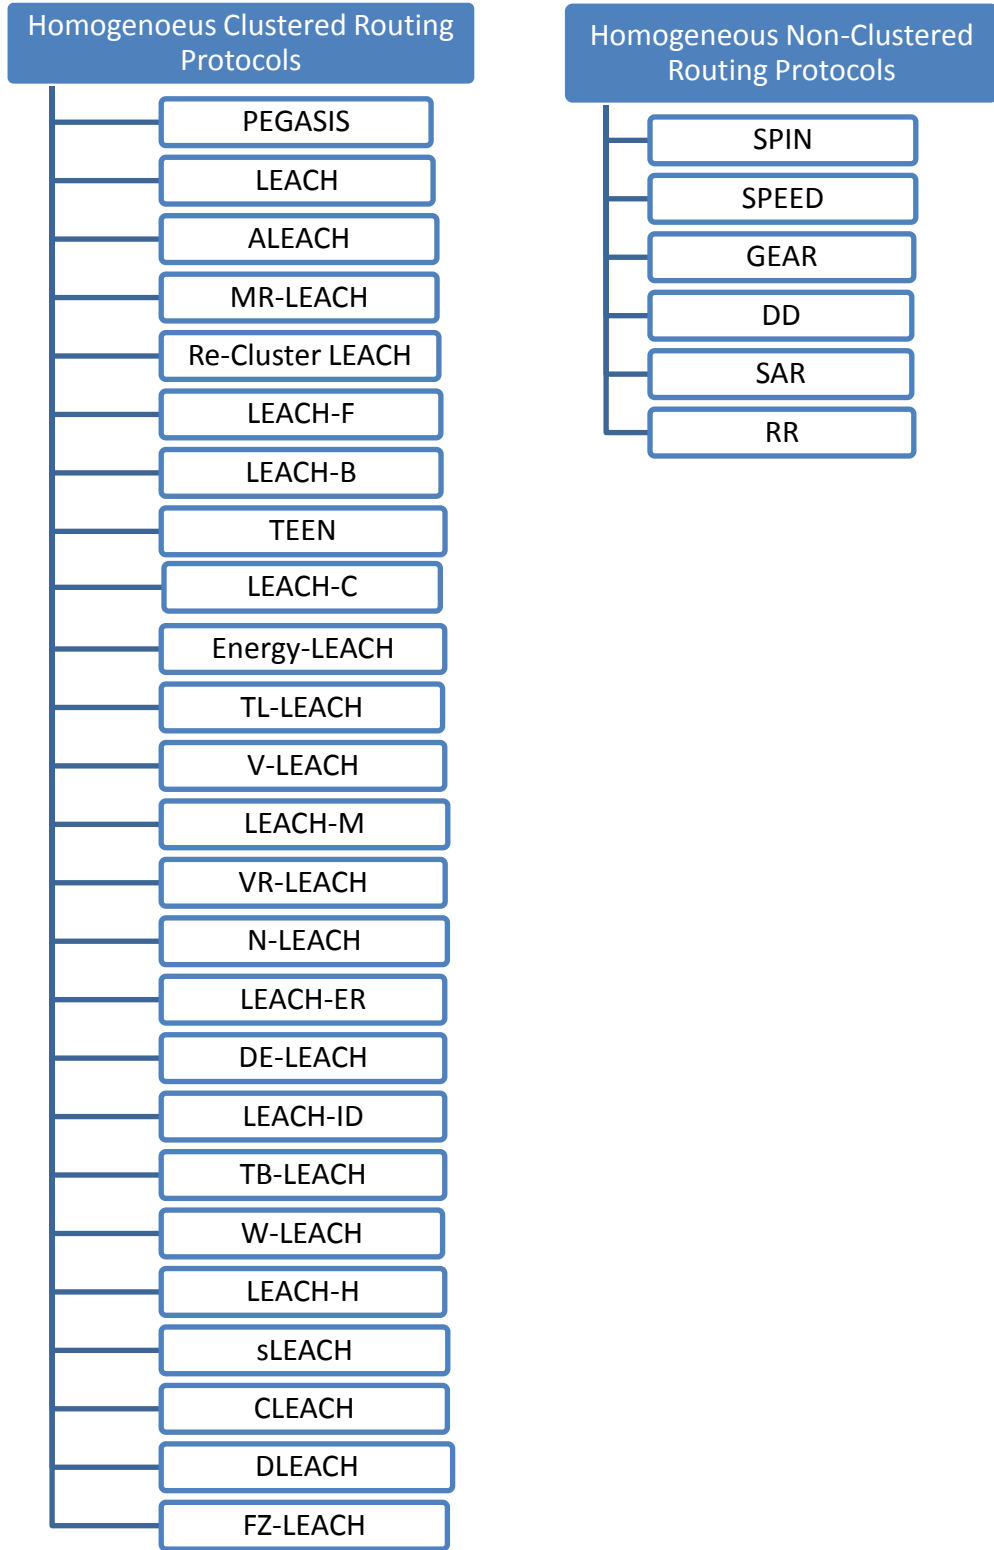 Homogenoeus Clustered Routing
Protocols
PEGASIS
LEACH
ALEACH
MR-LEACH
Re-Cluster LEACH
LEACH-F
LEACH-B
TEEN
LEACH-C
Energy-LEACH
TL-LEACH
V-LEACH
LEACH-M
VR-LEACH
N-LEACH
LEACH-ER
DE-LEACH
LEACH-ID
TB-LEACH
W-LEACH
LEACH-H
sLEACH
CLEACH
DLEACH
FZ-LEACH
Homogeneous Non-Clustered
Routing Protocols
SPIN
SPEED
GEAR
DD
SAR
RR